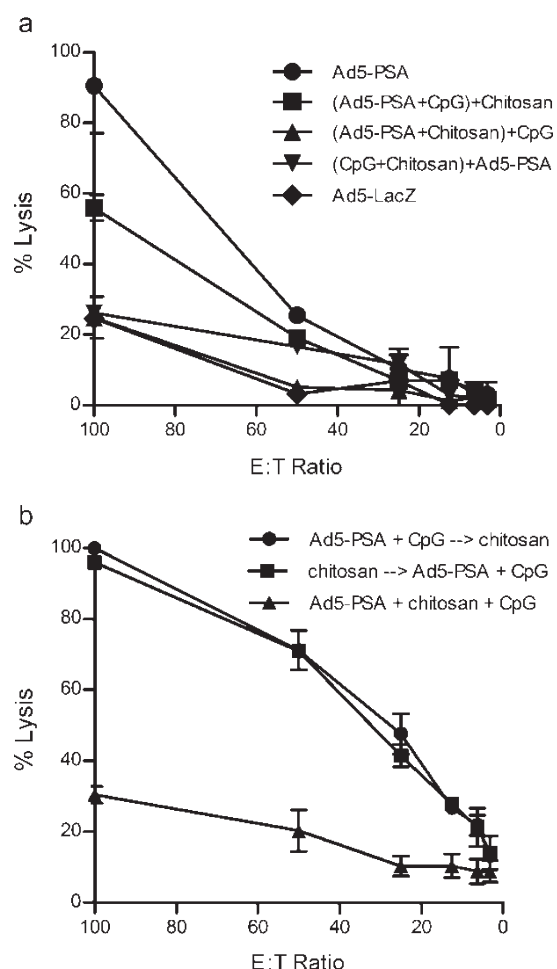 a
100
80
60
40
20
0
% Lysis
Ad5-PSA
(Ad5-PSA+CpG)+Chitosan
(Ad5-PSA+Chitosan)+CpG
(CpG+Chitosan)+Ad5-PSA
Ad5-LacZ
100 80 60 40 20 0
E:T Ratio
b
100
80
60
40
20
0
% Lysis
Ad5-PSA + CpG --> chitosan
chitosan --> Ad5-PSA + CpG
Ad5-PSA + chitosan + CpG
100 80 60 40 20 0
E:T Ratio